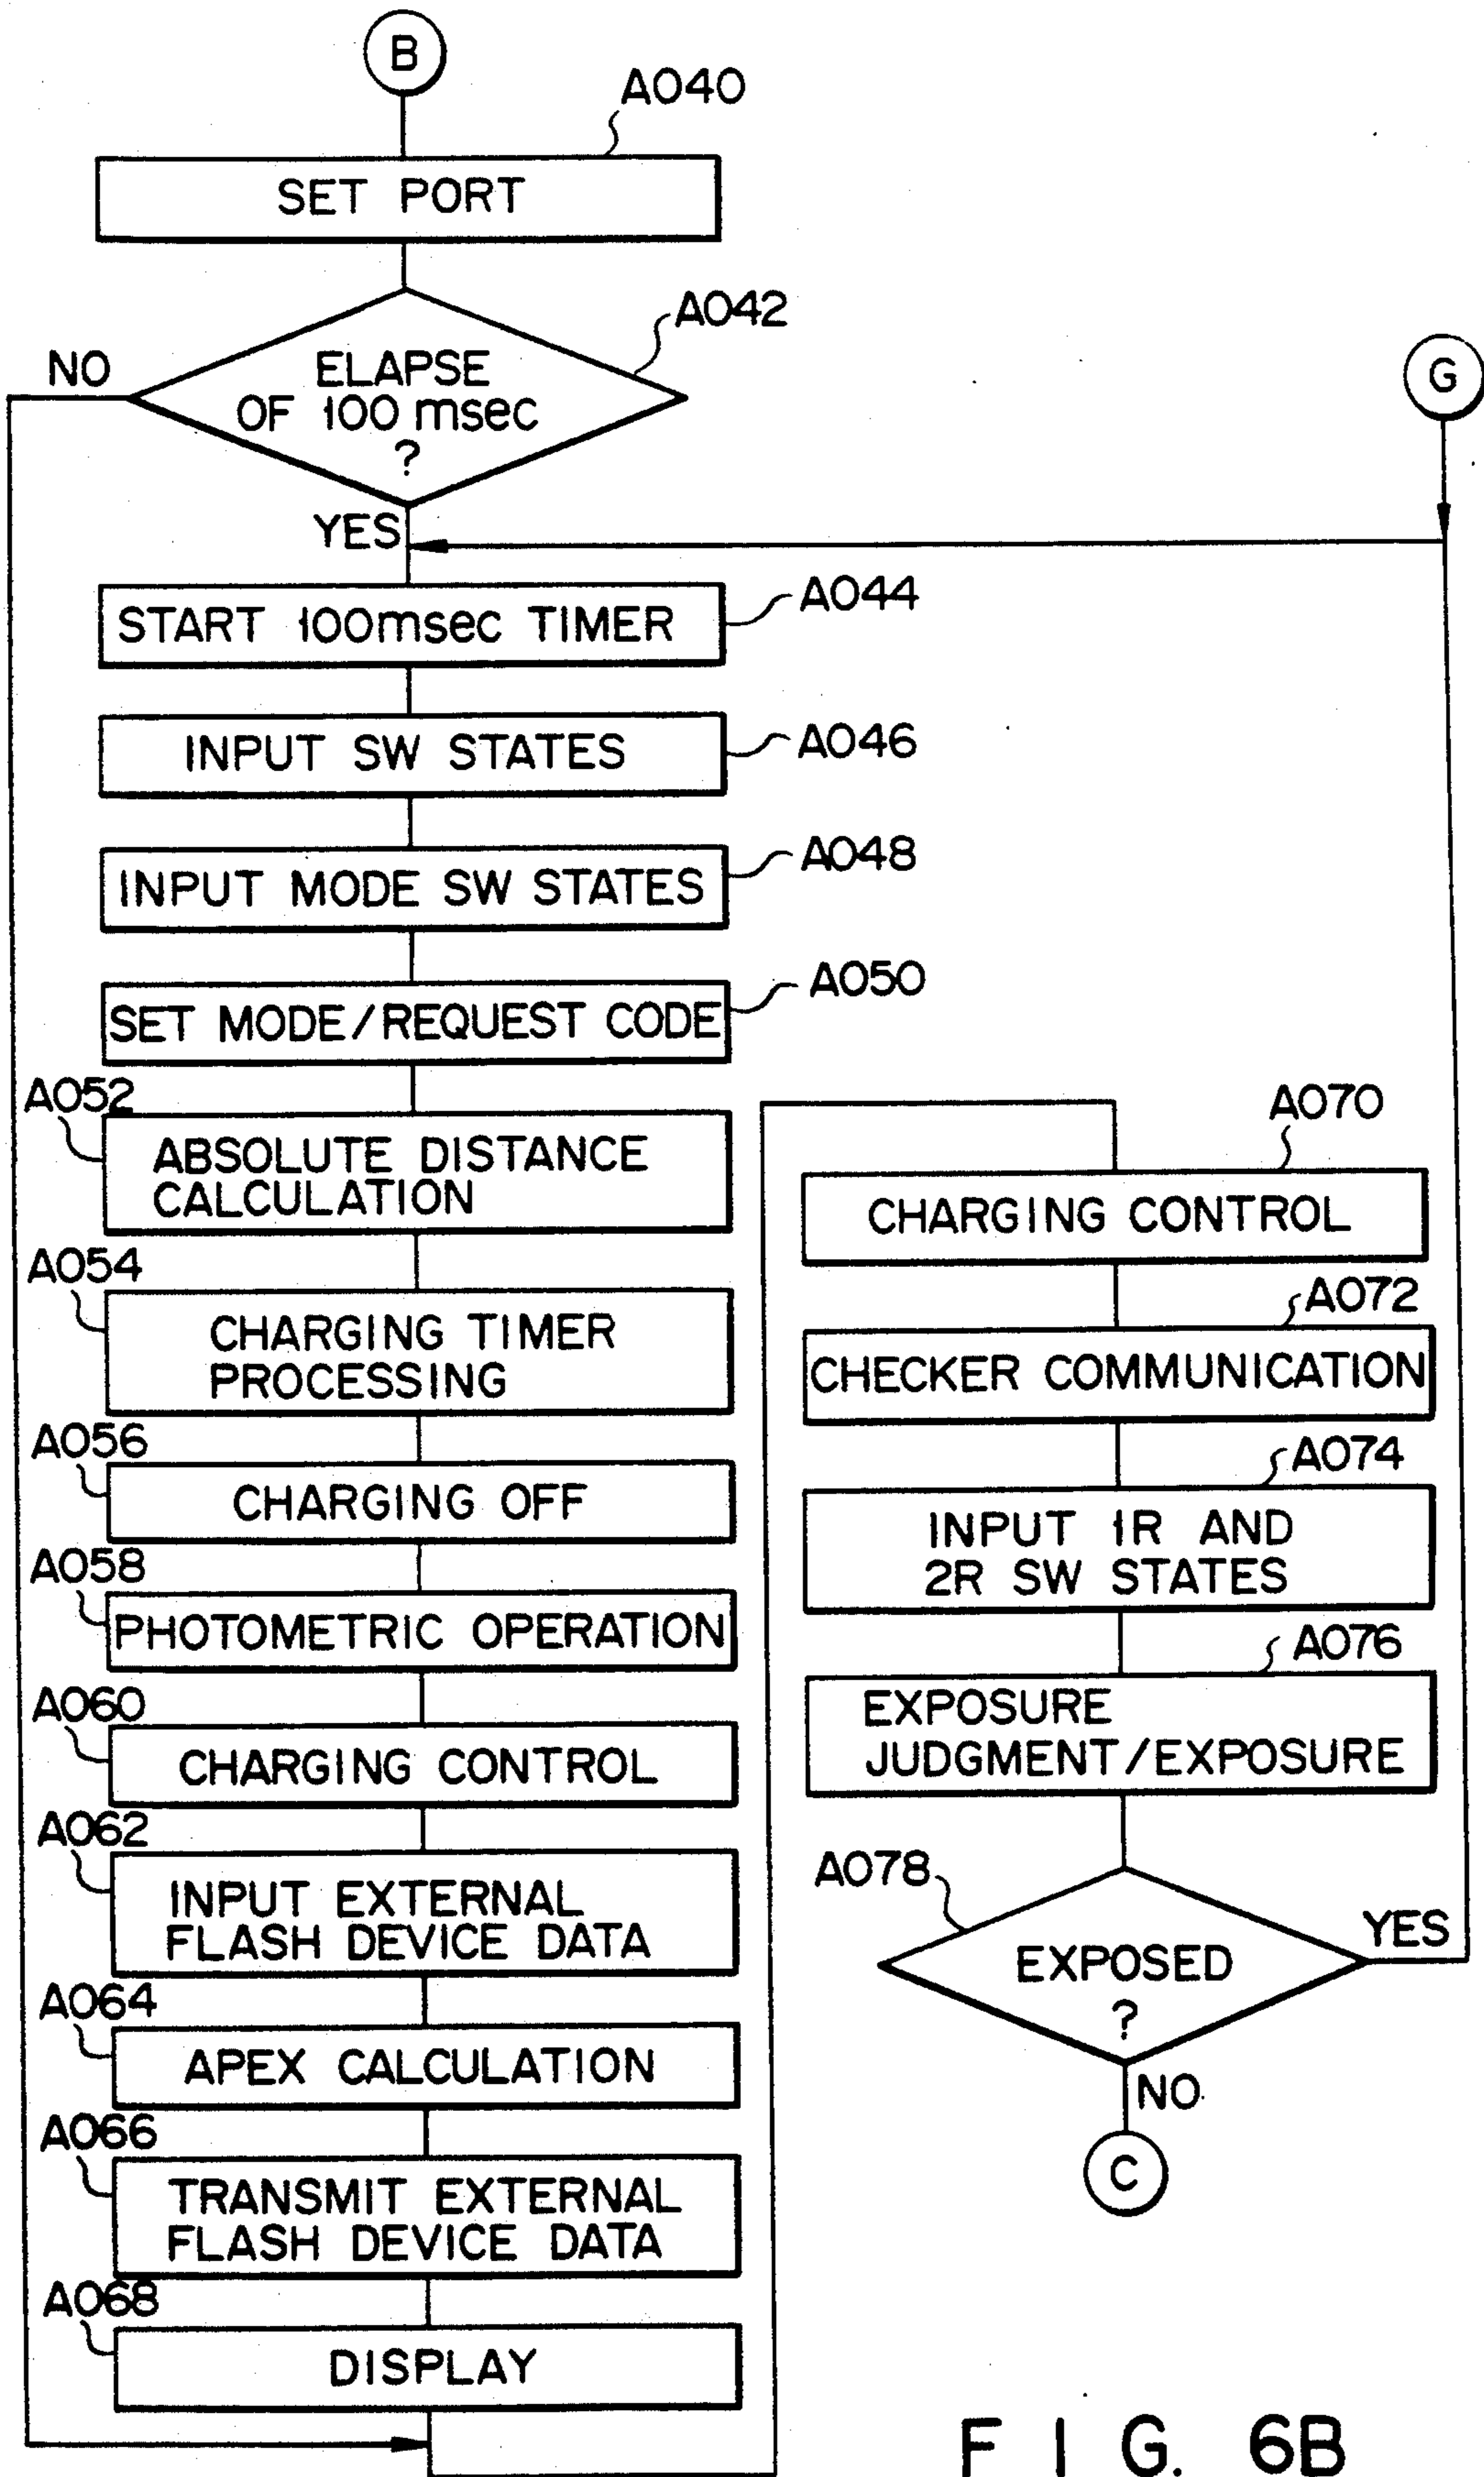 B
A040
SET PORT
A042
NO
ELAPSE
OF 100 msec
?
G
YES
START 100msec TIMER
A044
INPUT SW STATES
A046
INPUT MODE SW STATES
A048
SET MODE/REQUEST CODE
A050
A052
ABSOLUTE DISTANCE
CALCULATION
A054
CHARGING TIMER
PROCESSING
A056
CHARGING OFF
A058
PHOTOMETRIC OPERATION
A060
CHARGING CONTROL
A062
INPUT EXTERNAL
FLASH DEVICE DATA
A064
APEX CALCULATION
A066
TRANSMIT EXTERNAL
FLASH DEVICE DATA
A068
DISPLAY
A070
CHARGING CONTROL
A072
CHECKER COMMUNICATION
A074
INPUT 1R AND
2R SW STATES
A076
EXPOSURE
JUDGMENT/EXPOSURE
A078
EXPOSED
?
YES
NO
C
FIG. 6B